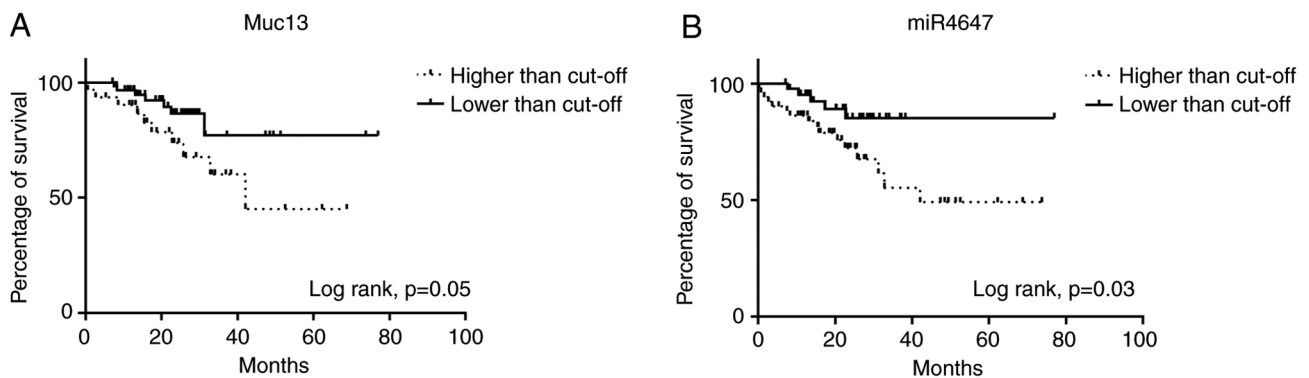 A
Muc13
Percentage of survival
100
50
0
Higher than cut-off
Lower than cut-off
Log rank, p=0.05
0 20 40 60 80 100
Months
B
miR4647
Percentage of survival
100
50
0
Higher than cut-off
Lower than cut-off
Log rank, p=0.03
0 20 40 60 80 100
Months